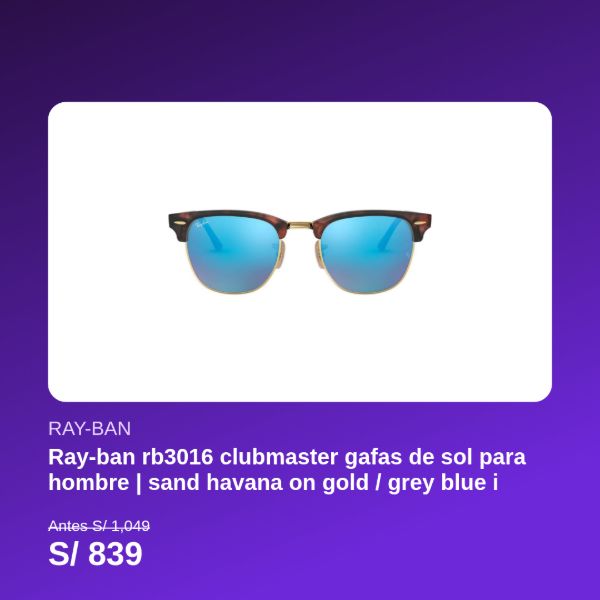 RAY-BAN
Ray-ban rb3016 clubmaster gafas de sol para
hombre | sand havana on gold / grey blue i
Antes S/ 1,049
S/ 839